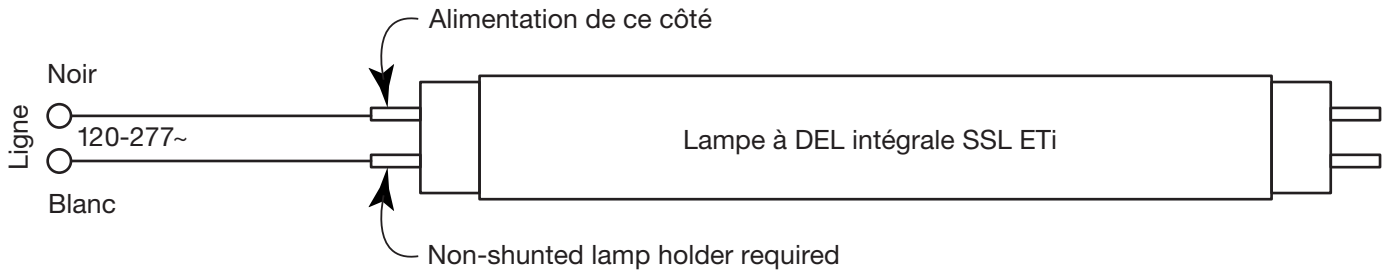 Alimentation de ce côté
Noir
Ligne
120-277~
Lampe à DEL intégrale SSL ETi
Blanc
Non-shunted lamp holder required